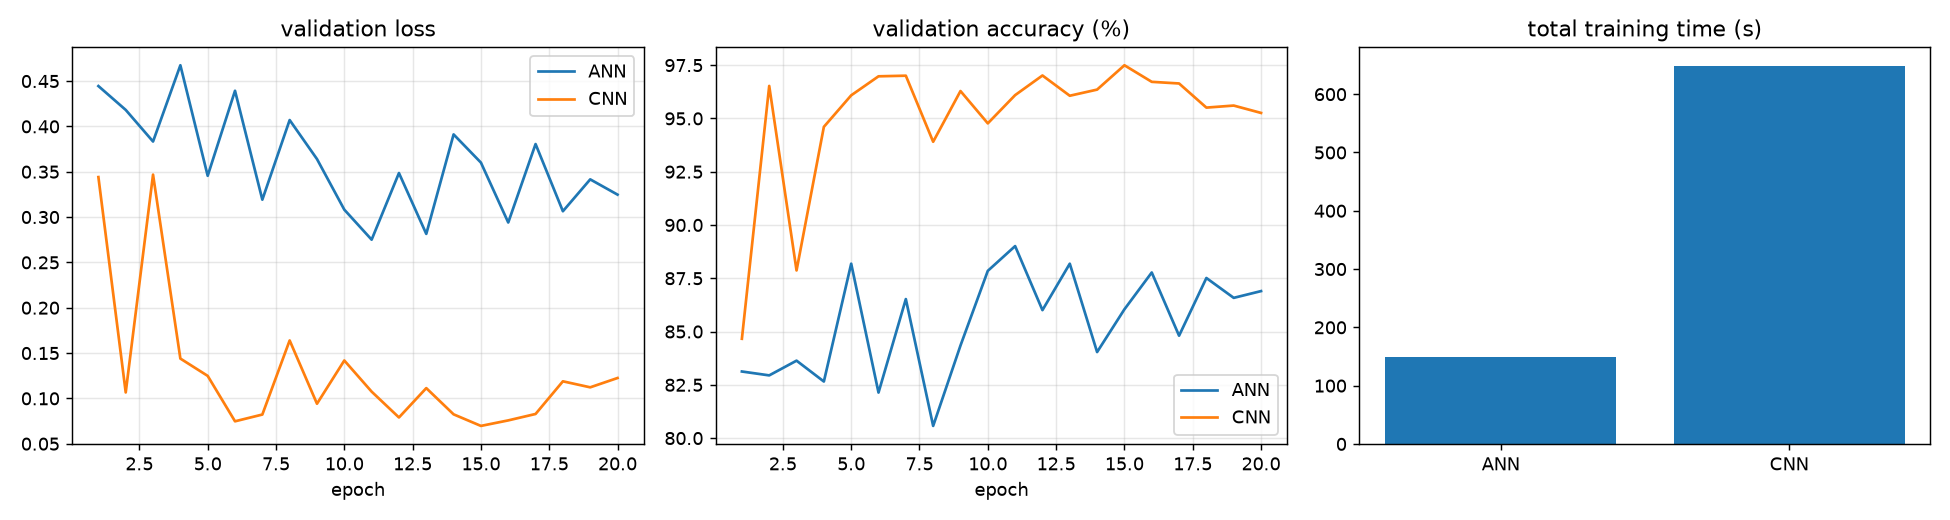 validation loss
0.45
0.40
0.35
0.30
0.25
0.20
0.15
0.10
0.05
2.5 5.0 7.5 10.0 12.5 15.0 17.5 20.0
epoch
ANN
CNN
validation accuracy (%)
97.5
95.0
92.5
90.0
87.5
85.0
82.5
80.0
2.5 5.0 7.5 10.0 12.5 15.0 17.5 20.0
epoch
ANN
CNN
total training time (s)
600
500
400
300
200
100
0
ANN CNN